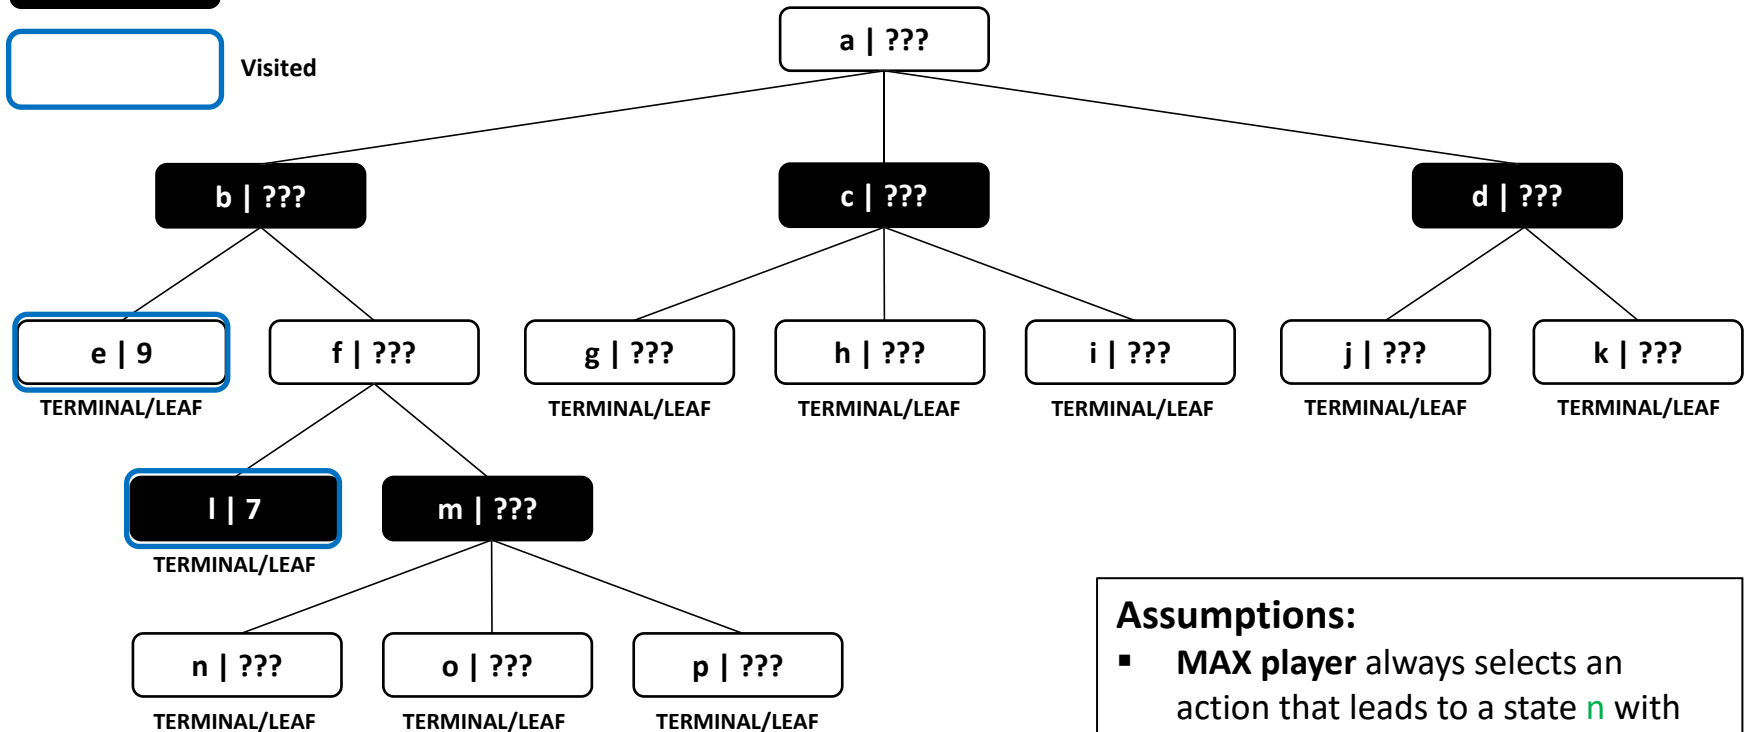 a | ???
Visited
b | ???
c | ???
d | ???
e | 9
f | ???
g | ???
h | ???
i | ???
j | ???
k | ???
TERMINAL/LEAF
TERMINAL/LEAF
TERMINAL/LEAF
TERMINAL/LEAF
TERMINAL/LEAF
TERMINAL/LEAF
l | 7
m | ???
TERMINAL/LEAF
Assumptions:
▪ MAX player always selects an
action that leads to a state n with
n | ???
o | ???
p | ???
TERMINAL/LEAF
TERMINAL/LEAF
TERMINAL/LEAF